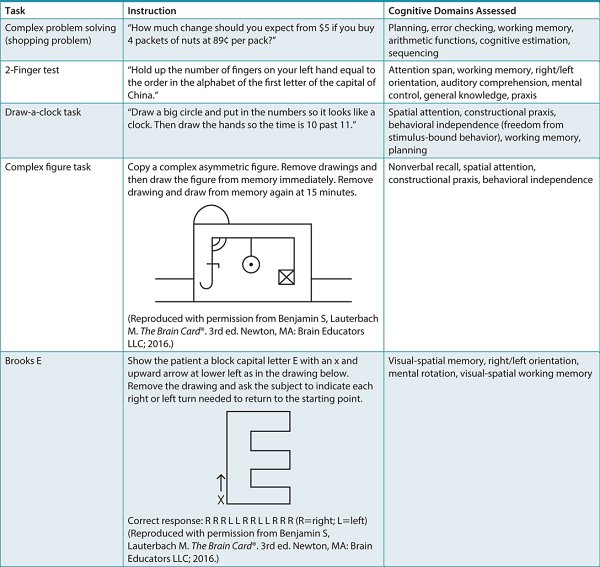 Task Instruction Cognitive Domains Assessed
Complex problem solving
(shopping problem)
“How much change should you expect from $5 if you buy
4 packets of nuts at 89¢ per pack?”
Planning, error checking, working memory,
arithmetic functions, cognitive estimation,
sequencing
2-Finger test
“Hold up the number of fingers on your left hand equal to
the order in the alphabet of the first letter of the capital of
China.“
Attention span, working memory, right/left
orientation, auditory comprehension, mental
control, general knowledge, praxis
Draw-a-clock task
“Draw a big circle and put in the numbers so it looks like a
clock. Then draw the hands so the time is 10 past 11.”
Spatial attention, constructional praxis,
behavioral independence (freedom from
stimulus-bound behavior), working memory,
planning
Complex figure task
Copy a complex asymmetric figure. Remove drawings and
then draw the figure from memory immediately. Remove
drawing and draw from memory again at 15 minutes.
(Reproduced with permission from Benjamin S, Lauterbach
M. The Brain Card®. 3rd ed. Newton, MA: Brain Educators
LLC; 2016.)
Nonverbal recall, spatial attention,
constructional praxis, behavioral independence
Brooks E
Show the patient a block capital letter E with an x and
upward arrow at lower left as in the drawing below.
Remove the drawing and ask the subject to indicate each
right or left turn needed to return to the starting point.
X
Correct response: R R R L L R R L L R R R (R=right; L=left)
(Reproduced with permission from Benjamin S,
Lauterbach M. The Brain Card®. 3rd ed. Newton, MA: Brain
Educators LLC; 2016.)
Visual-spatial memory, right/left orientation,
mental rotation, visual-spatial working memory